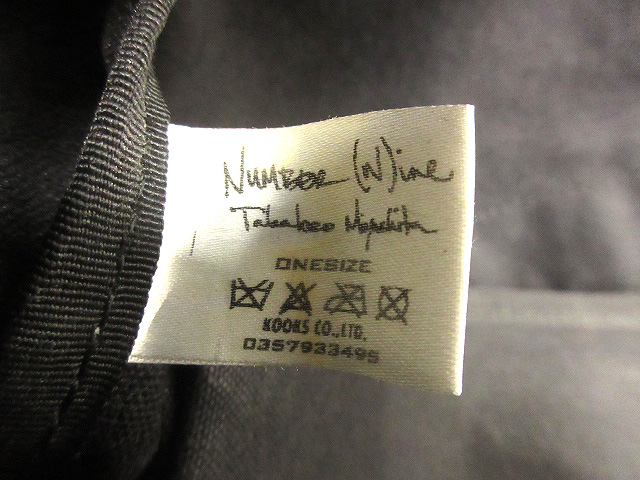 NUMBER (N)ine
Takahiro Miyashita
ONESIZE
KOOKS CO.,LTD.
0357933495